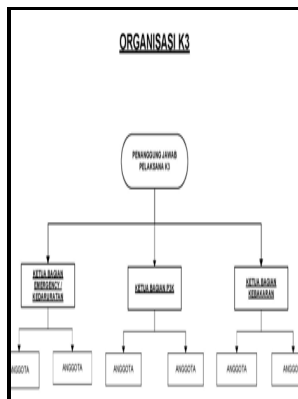 ORGANISASI K3
PENANGGUNG JAWAB
PELAKSANA K3
KETUA BAGIAN
EMERGENCY /
KEDARURATAN
KETUA BAGIAN P3K
KETUA BAGIAN
KEBAKARAN
ANGGOTA
ANGGOTA
ANGGOTA
ANGGOTA
ANGGOTA
ANGGO